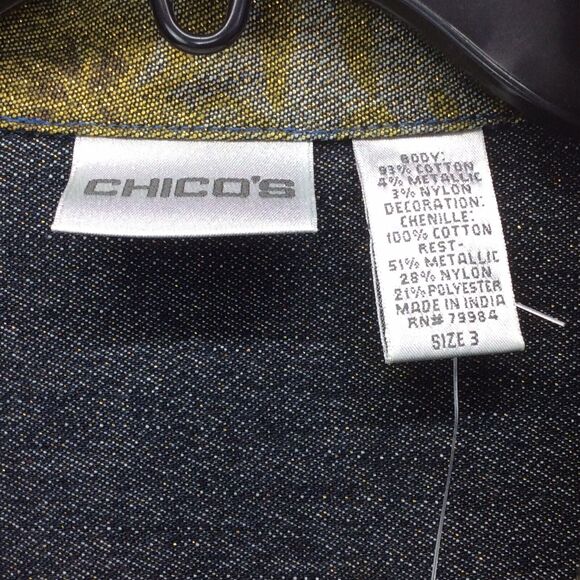 CHICO'S
BODY:
93% COTTON
4% METALLIC
3% NYLON
DECORATION:
CHENILLE:
100% COTTON
REST-
51% METALLIC
28% NYLON
21% POLYESTER
MADE IN INDIA
RN# 79984
SIZE 3